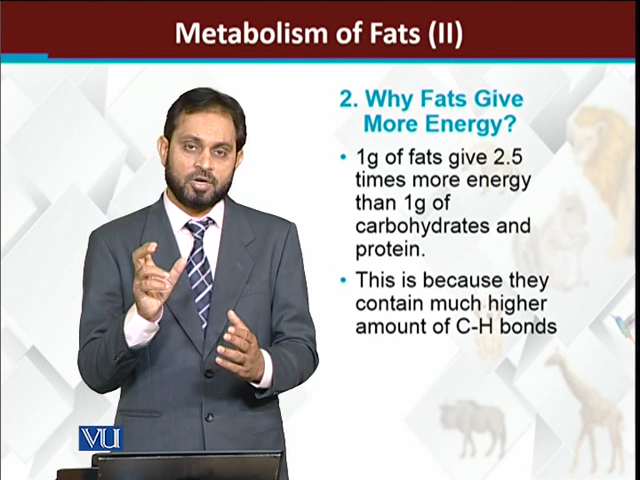 Metabolism of Fats (II)
2. Why Fats Give
More Energy?
• 1g of fats give 2.5
times more energy
than 1g of
carbohydrates and
protein.
• This is because they
contain much higher
amount of C-H bonds
VU